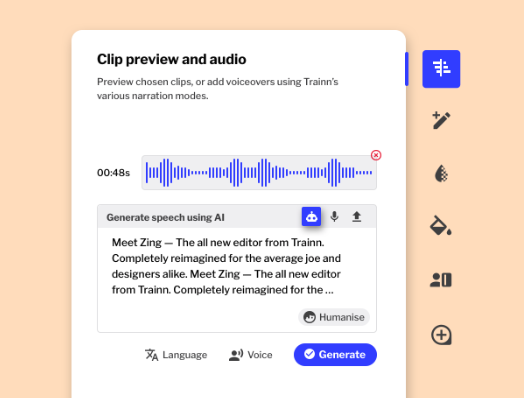 Clip preview and audio
Preview chosen clips, or add voiceovers using Trainn's
various narration modes.
00:48s
Generate speech using AI
Meet Zing — The all new editor from Trainn.
Completely reimagined for the average joe and
designers alike. Meet Zing — The all new editor
from Trainn. Completely reimagined for the ...
Humanise
Language
Voice
Generate